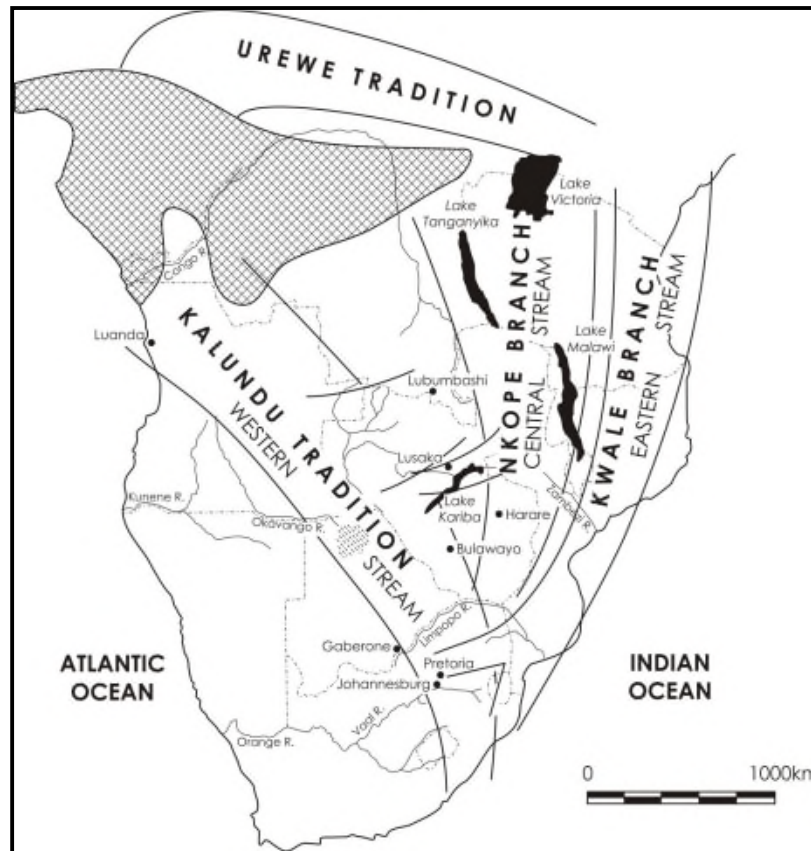 UREWE TRADITION
Lake
Victoria
Lake
Tanganyika
Congo R.
Luanda
KALUNDU TRADITION
WESTERN STREAM
NKOPE BRANCH
CENTRAL STREAM
KWALE BRANCH
EASTERN STREAM
Lake
Malawi
Lubumbashi
Lusaka
Lake
Kariba
Zambezi R.
Harare
Bulawayo
Kunene R.
Okavango R.
Limpopo R.
Gaberone
Pretoria
Johannesburg
Vaal R.
Orange R.
ATLANTIC
OCEAN
INDIAN
OCEAN
0 1000km